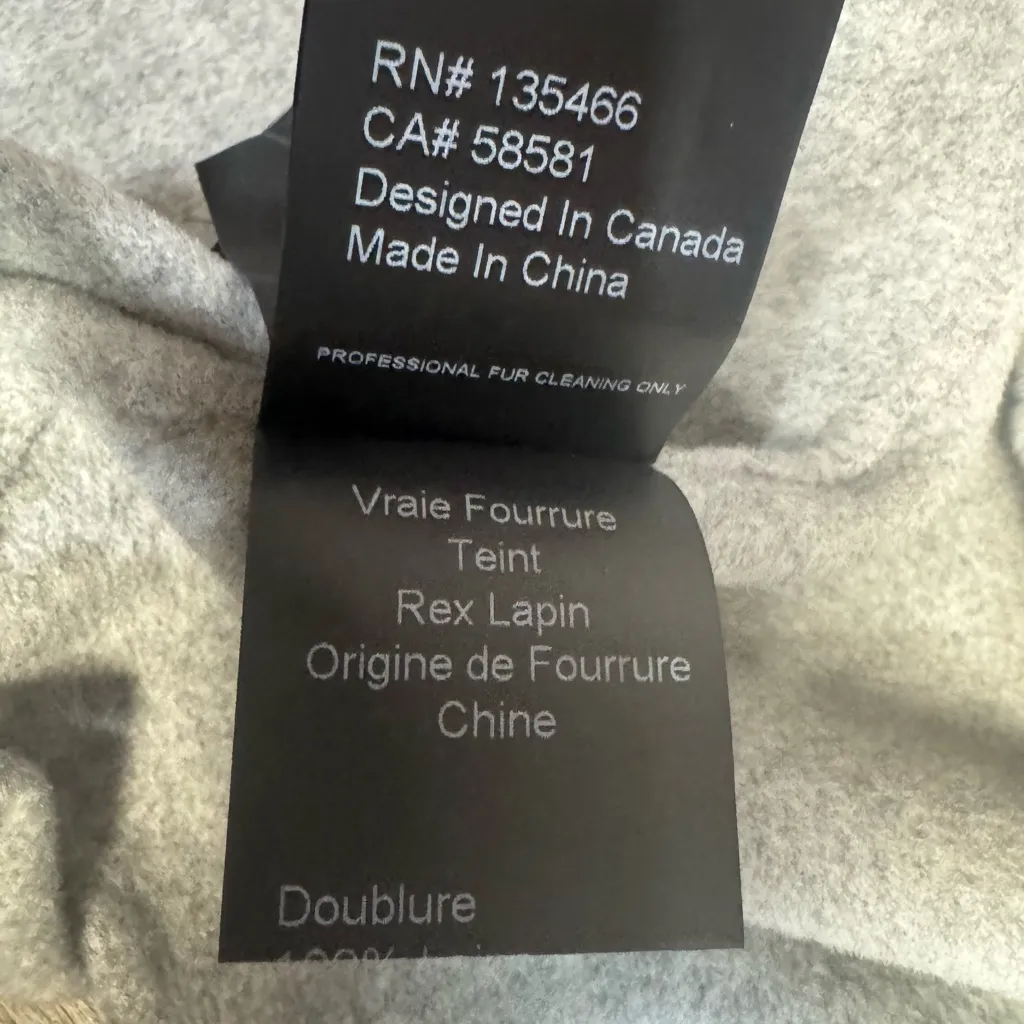 RN# 135466
CA# 58581
Designed In Canada
Made In China
PROFESSIONAL FUR CLEANING ONLY
Vraie Fourrure
Teint
Rex Lapin
Origine de Fourrure
Chine
Doublure
100%